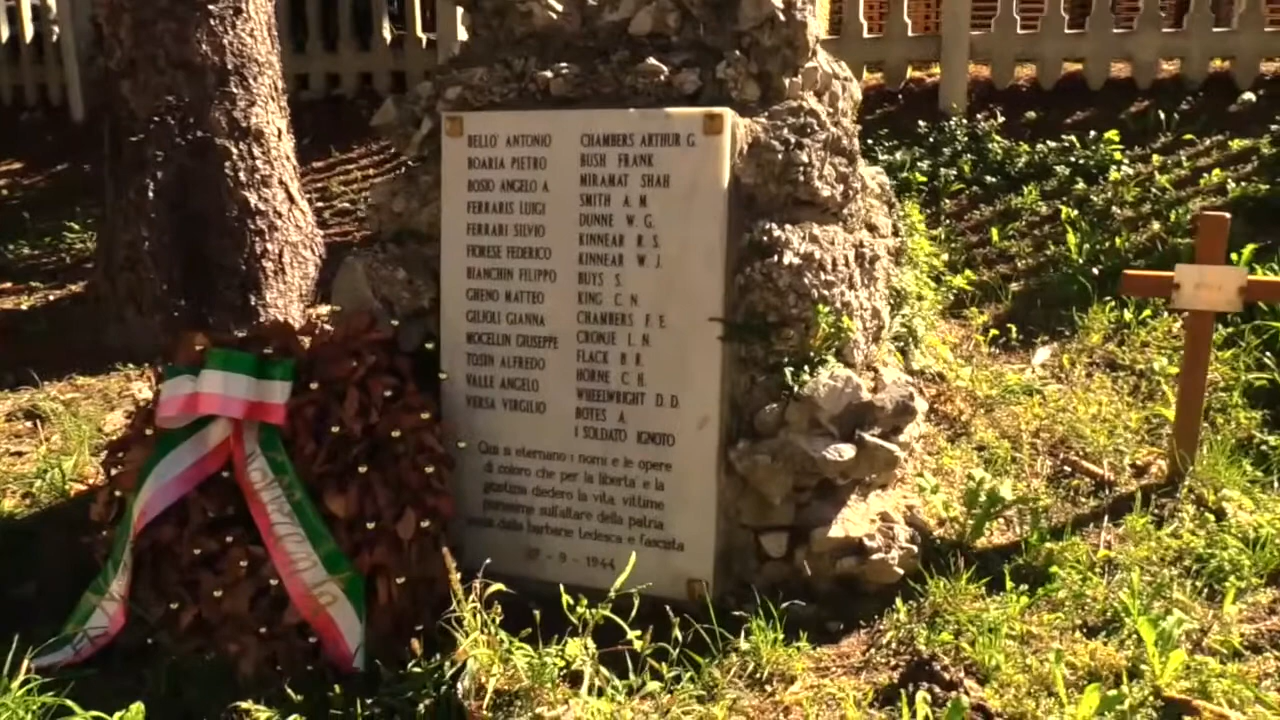 BELLO' ANTONIO
BOARIA PIETRO
BOSIO ANGELO A.
FERRARIS LUIGI
FERRARI SILVIO
FIORESE FEDERICO
BIANCHIN FILIPPO
GHENO MATTEO
GILIOLI GIANNA
MOCELLIN GIUSEPPE
TOSIN ALFREDO
VALLE ANGELO
VERSA VIRGILIO
CHAMBERS ARTHUR G.
BUSH FRANK
MIRAMAT SHAH
SMITH A. M.
DUNNE W. G.
KINNEAR R. S.
KINNEAR W. J.
BUYS S.
KING C. N.
CHAMBERS F. E.
CRONJE L. N.
FLACK B. R.
HORNE C. H.
WHEELWRIGHT D. D.
BOTES A.
1 SOLDATO IGNOTO
Qui si eternano i nomi e le opere
di coloro che per la libertà e la
giustizia diedero la vita, vittime
purissime sull'altare della patria
dalla barbarie tedesca e fascista
- 9 - 1944